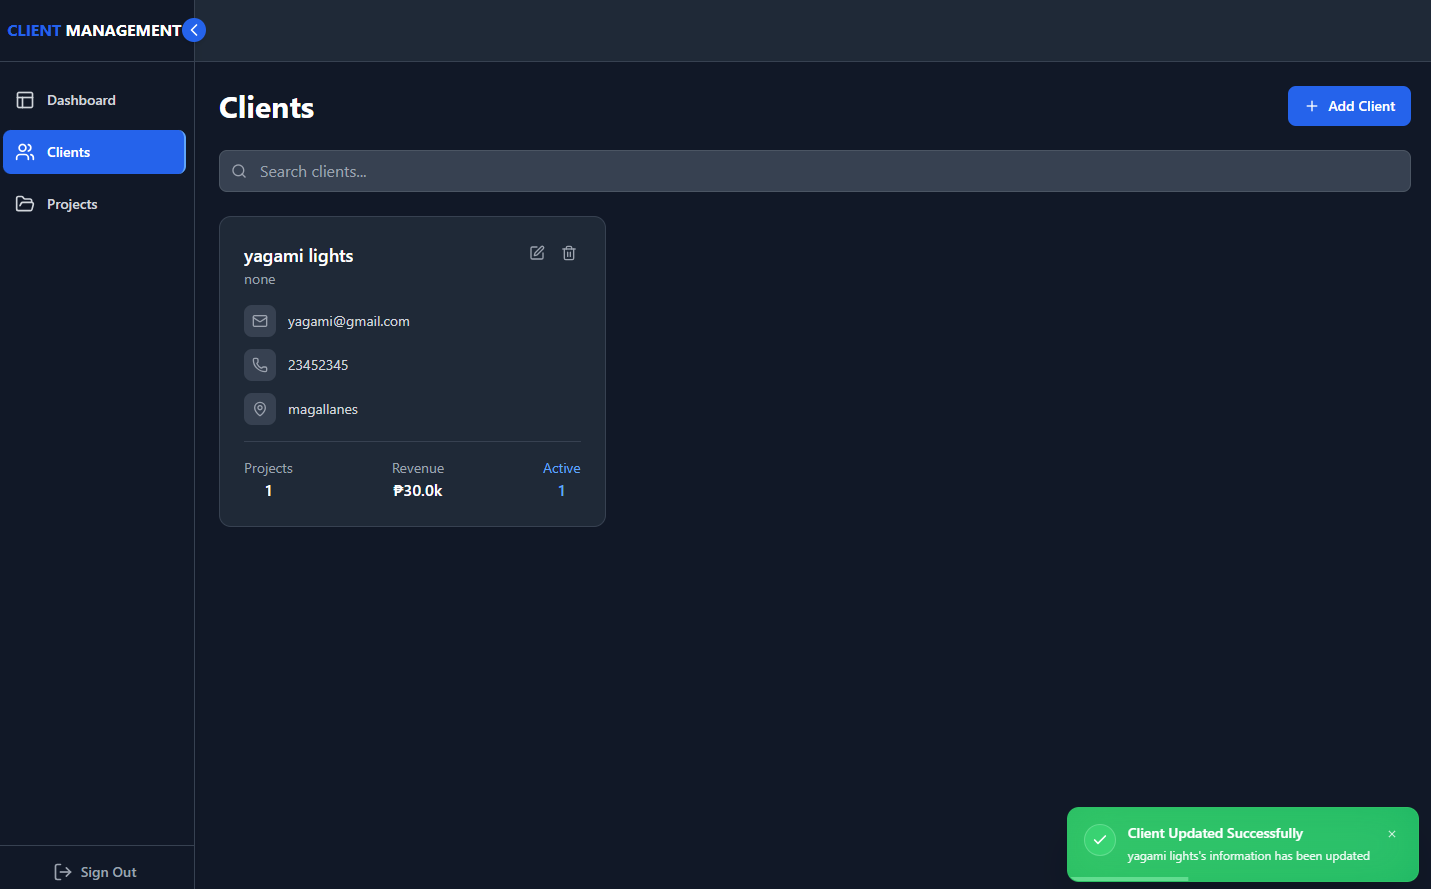 CLIENT MANAGEMENT
Dashboard
Clients
Projects
Sign Out
Clients
Add Client
Search clients...
yagami lights
none
yagami@gmail.com
23452345
magallanes
Projects Revenue Active
1 ₱30.0k 1
Client Updated Successfully
yagami lights's information has been updated